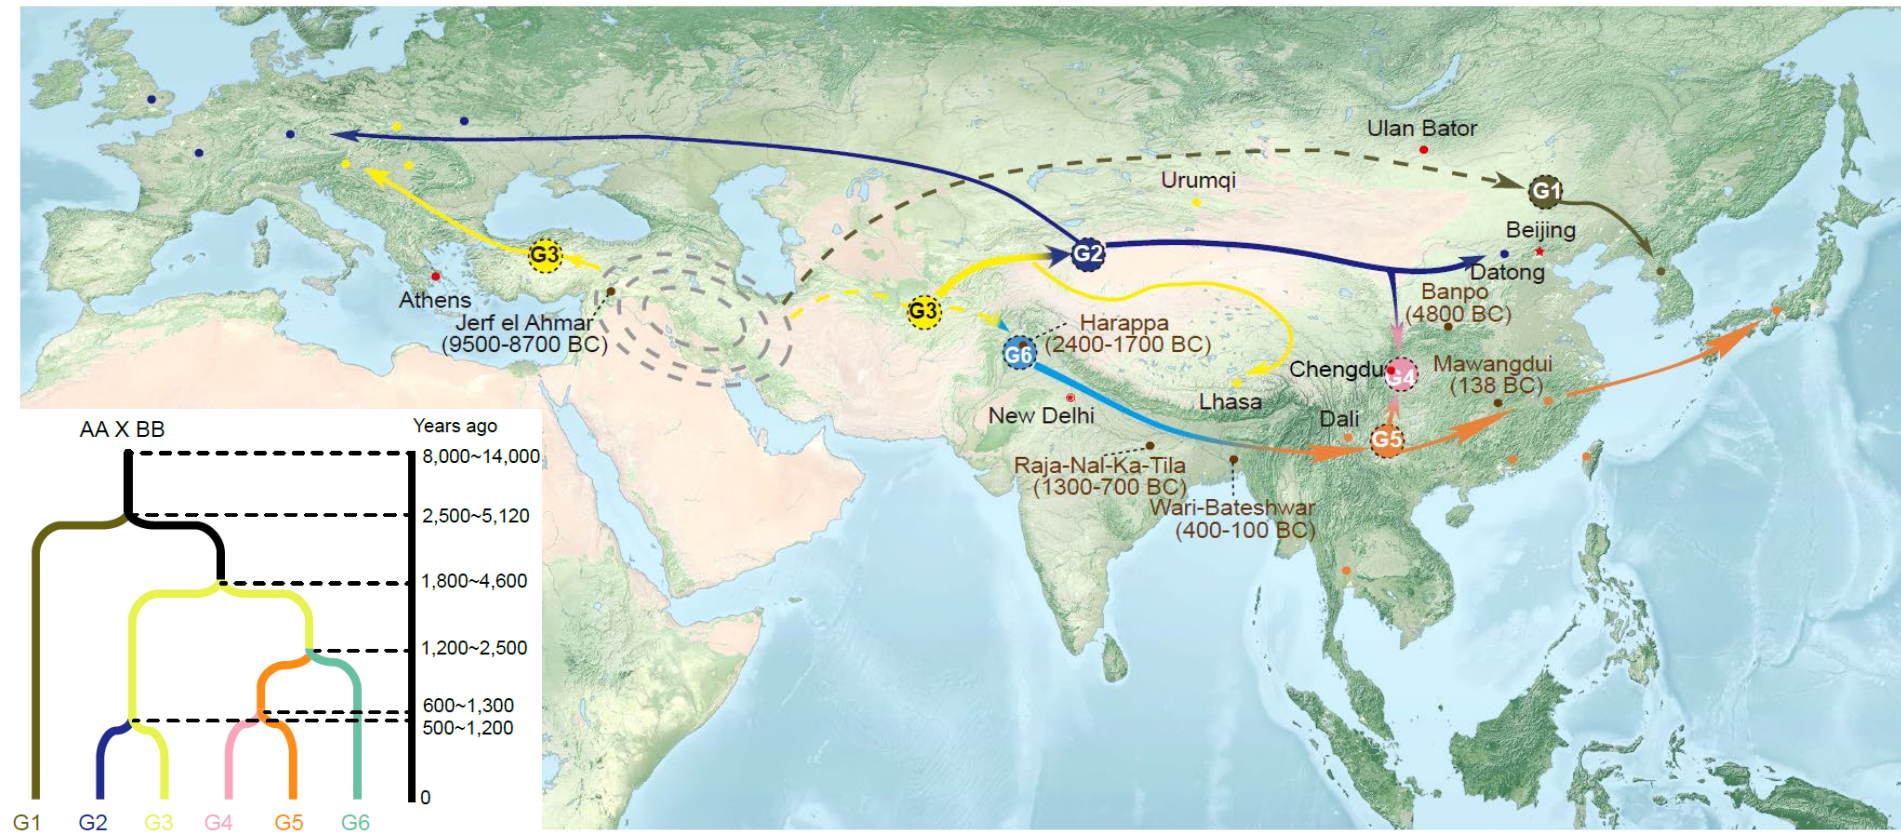 Ulan Bator
Urumqi
G1
Beijing
G3
G2
Datong
Athens
Banpo
(4800 BC)
Jerf el Ahmar
(9500-8700 BC)
G3
Harappa
(2400-1700 BC)
G6
Chengdu
G4
Mawangdui
(138 BC)
New Delhi
Lhasa
Dali
G5
Raja-Nal-Ka-Tila
(1300-700 BC)
Wari-Bateshwar
(400-100 BC)
AA X BB
Years ago
8,000~14,000
2,500~5,120
1,800~4,600
1,200~2,500
600~1,300
500~1,200
0
G1 G2 G3 G4 G5 G6